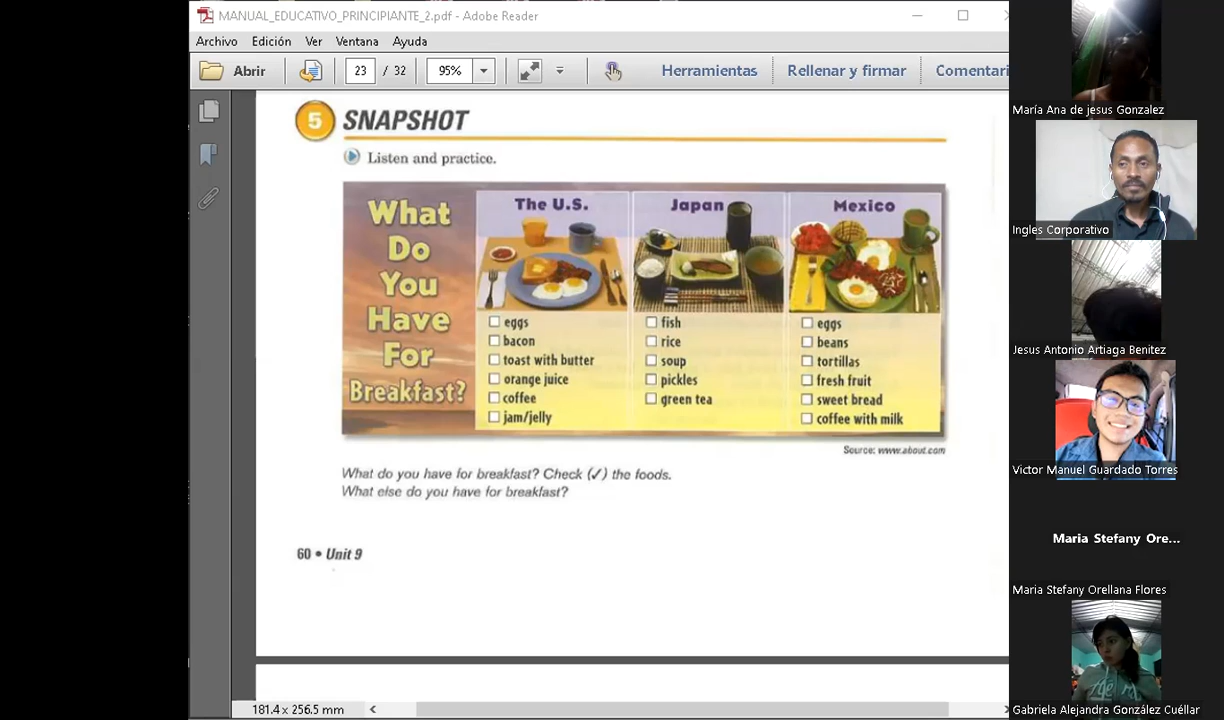 MANUAL_EDUCATIVO_PRINCIPIANTE_2.pdf - Adobe Reader
Archivo Edición Ver Ventana Ayuda
Abrir 23 / 32 95% Herramientas Rellenar y firmar Comentari
5 SNAPSHOT
Listen and practice.
What
Do
You
Have
For
Breakfast?
The U.S.
eggs
bacon
toast with butter
orange juice
coffee
jam/jelly
Japan
fish
rice
soup
pickles
green tea
Mexico
eggs
beans
tortillas
fresh fruit
sweet bread
coffee with milk
Source: www.about.com
What do you have for breakfast? Check (✓) the foods.
What else do you have for breakfast?
60 • Unit 9
181.4 x 256.5 mm
María Ana de jesus Gonzalez
Ingles Corporativo
Jesus Antonio Artiaga Benitez
Victor Manuel Guardado Torres
Maria Stefany Ore...
Maria Stefany Orellana Flores
Gabriela Alejandra González Cuéllar